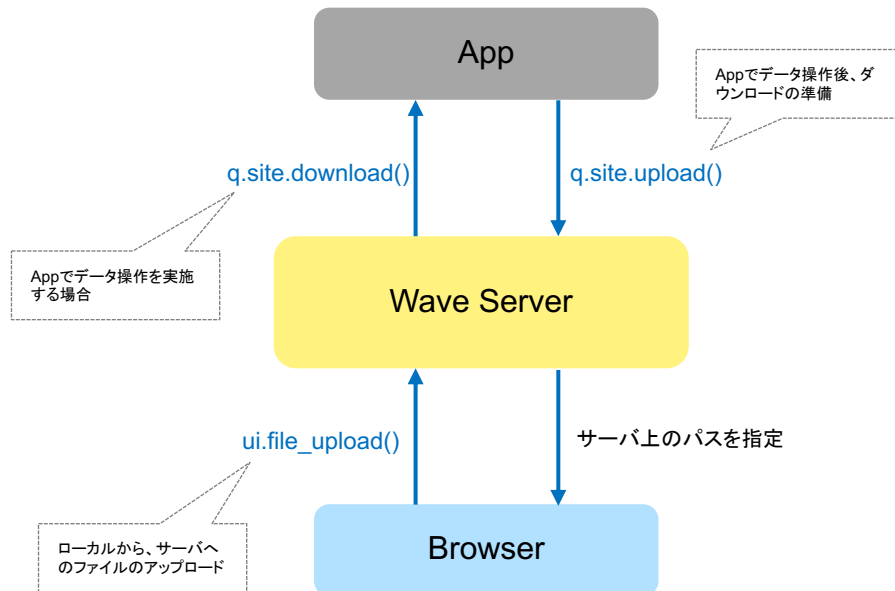 App
Appでデータ操作後、ダ
ウンロードの準備
q.site.download()
q.site.upload()
Appでデータ操作を実施
する場合
Wave Server
ui.file_upload()
サーバ上のパスを指定
ローカルから、サーバへ
のファイルのアップロード
Browser